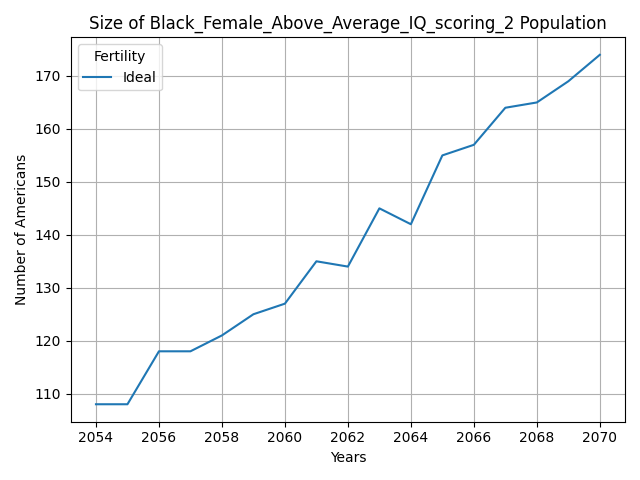 Size of Black_Female_Above_Average_IQ_scoring_2 Population
Fertility
Ideal
Number of Americans
170
160
150
140
130
120
110
2054 2056 2058 2060 2062 2064 2066 2068 2070
Years